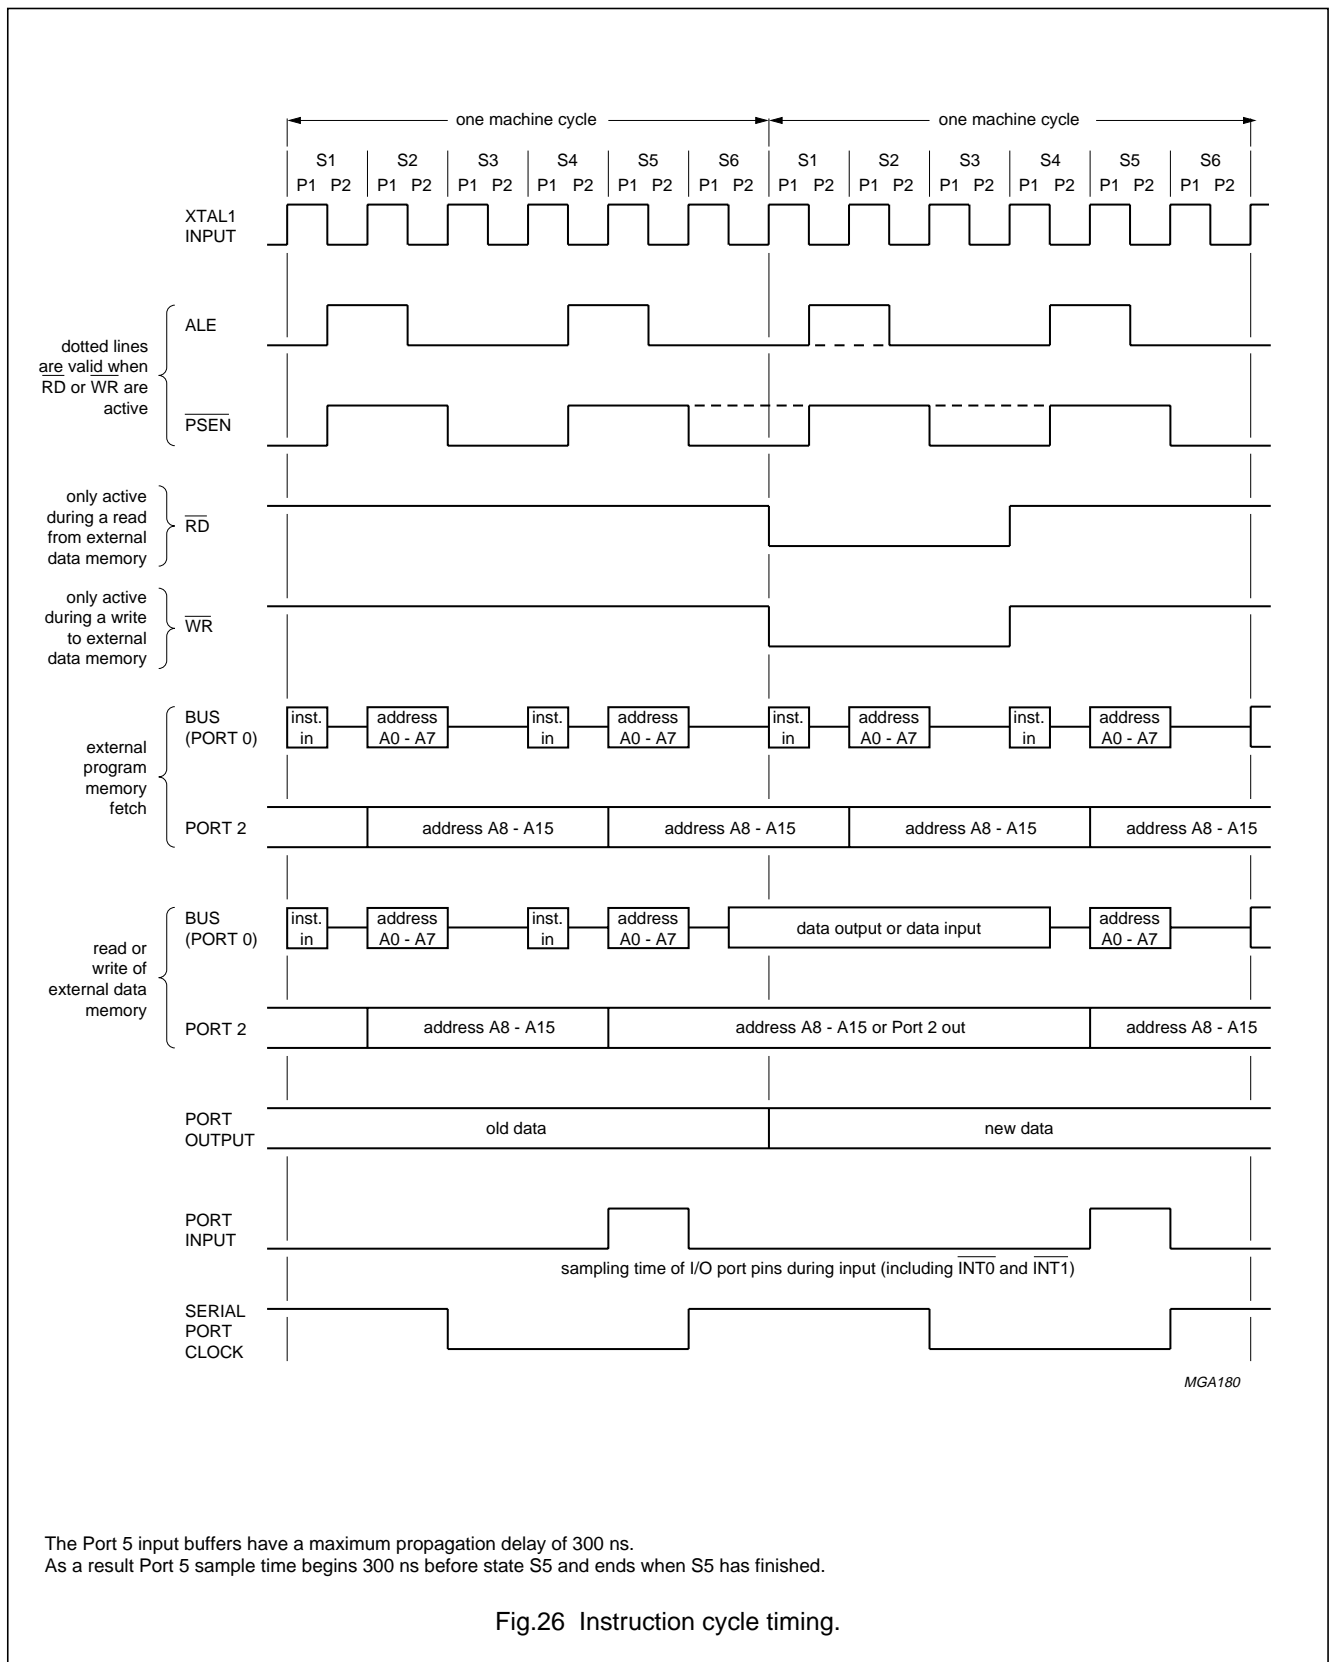 one machine cycle one machine cycle
S1 S2 S3 S4 S5 S6 S1 S2 S3 S4 S5 S6
P1 P2 P1 P2 P1 P2 P1 P2 P1 P2 P1 P2 P1 P2 P1 P2 P1 P2 P1 P2 P1 P2 P1 P2
XTAL1
INPUT
dotted lines
are valid when
RD or WR are
active
ALE
PSEN
only active
during a read
from external
data memory
RD
only active
during a write
to external
data memory
WR
external
program
memory
fetch
BUS
(PORT 0)
inst.
in
address
A0 - A7
inst.
in
address
A0 - A7
inst.
in
address
A0 - A7
inst.
in
address
A0 - A7
PORT 2
address A8 - A15 address A8 - A15 address A8 - A15 address A8 - A15
read or
write of
external data
memory
BUS
(PORT 0)
inst.
in
address
A0 - A7
inst.
in
address
A0 - A7
data output or data input
address
A0 - A7
PORT 2
address A8 - A15 address A8 - A15 or Port 2 out address A8 - A15
PORT
OUTPUT
old data new data
PORT
INPUT
sampling time of I/O port pins during input (including INT0 and INT1)
SERIAL
PORT
CLOCK
MGA180
The Port 5 input buffers have a maximum propagation delay of 300 ns.
As a result Port 5 sample time begins 300 ns before state S5 and ends when S5 has finished.
Fig.26 Instruction cycle timing.